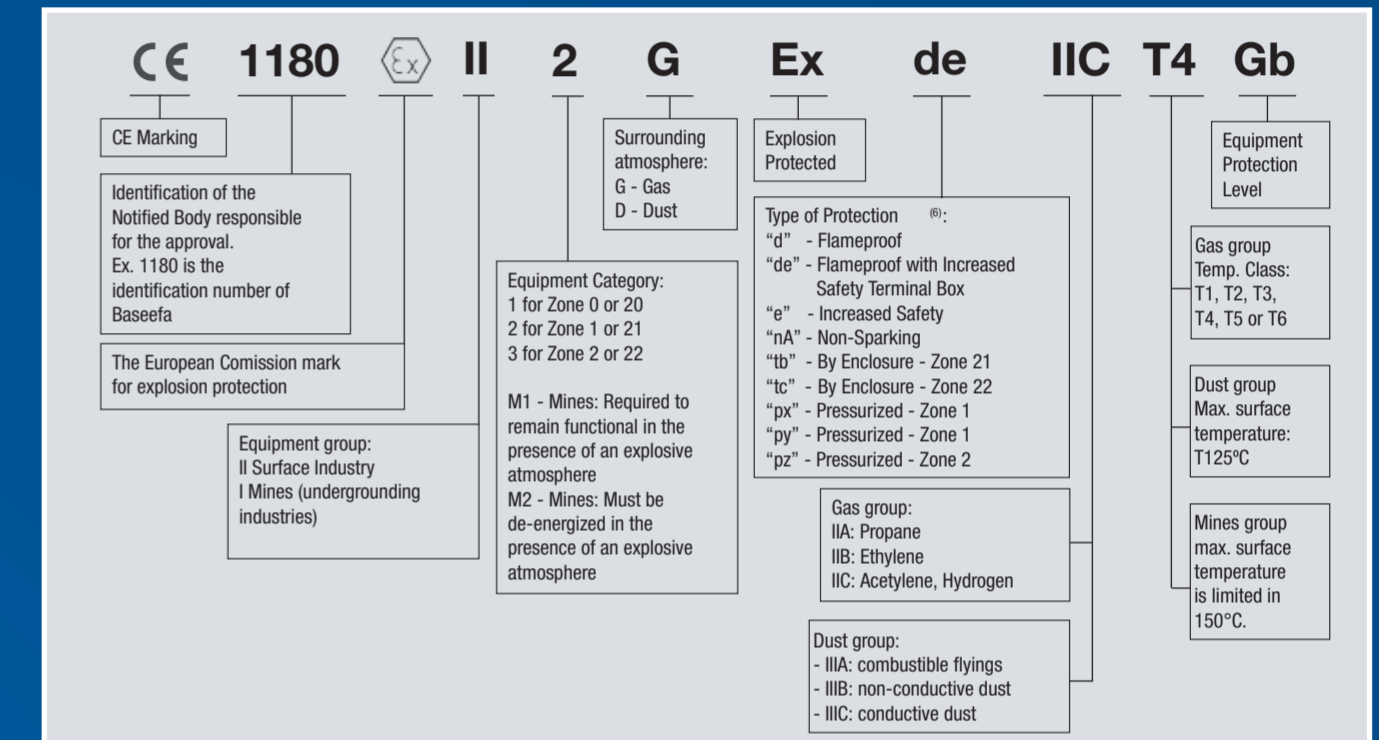 CE 1180 Ex II 2 G Ex de IIC T4 Gb
CE Marking
Identification of the
Notified Body responsible
for the approval.
Ex. 1180 is the
identification number of
Baseefa
The European Comission mark
for explosion protection
Equipment group:
II Surface Industry
I Mines (undergrounding
industries)
Equipment Category:
1 for Zone 0 or 20
2 for Zone 1 or 21
3 for Zone 2 or 22
M1 - Mines: Required to
remain functional in the
presence of an explosive
atmosphere
M2 - Mines: Must be
de-energized in the
presence of an explosive
atmosphere
Surrounding
atmosphere:
G - Gas
D - Dust
Explosion
Protected
Type of Protection (6):
“d” - Flameproof
“de” - Flameproof with Increased
Safety Terminal Box
“e” - Increased Safety
“nA” - Non-Sparking
“tb” - By Enclosure - Zone 21
“tc” - By Enclosure - Zone 22
“px” - Pressurized - Zone 1
“py” - Pressurized - Zone 1
“pz” - Pressurized - Zone 2
Gas group:
IIA: Propane
IIB: Ethylene
IIC: Acetylene, Hydrogen
Dust group:
- IIIA: combustible flyings
- IIIB: non-conductive dust
- IIIC: conductive dust
Equipment
Protection
Level
Gas group
Temp. Class:
T1, T2, T3,
T4, T5 or T6
Dust group
Max. surface
temperature:
T125ºC
Mines group
max. surface
temperature
is limited in
150°C.